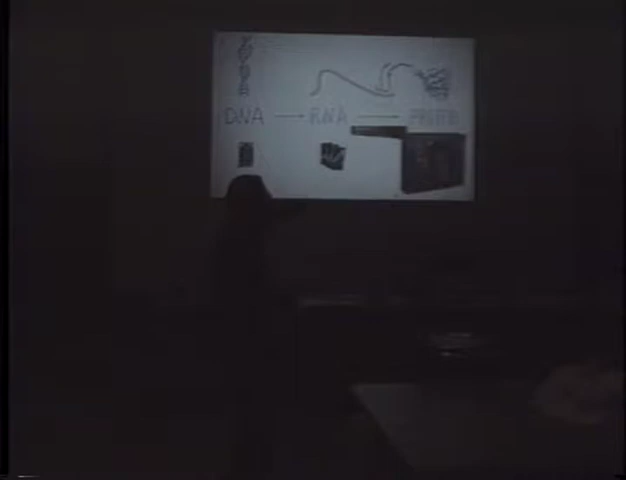 DNA → RNA → PROTEIN